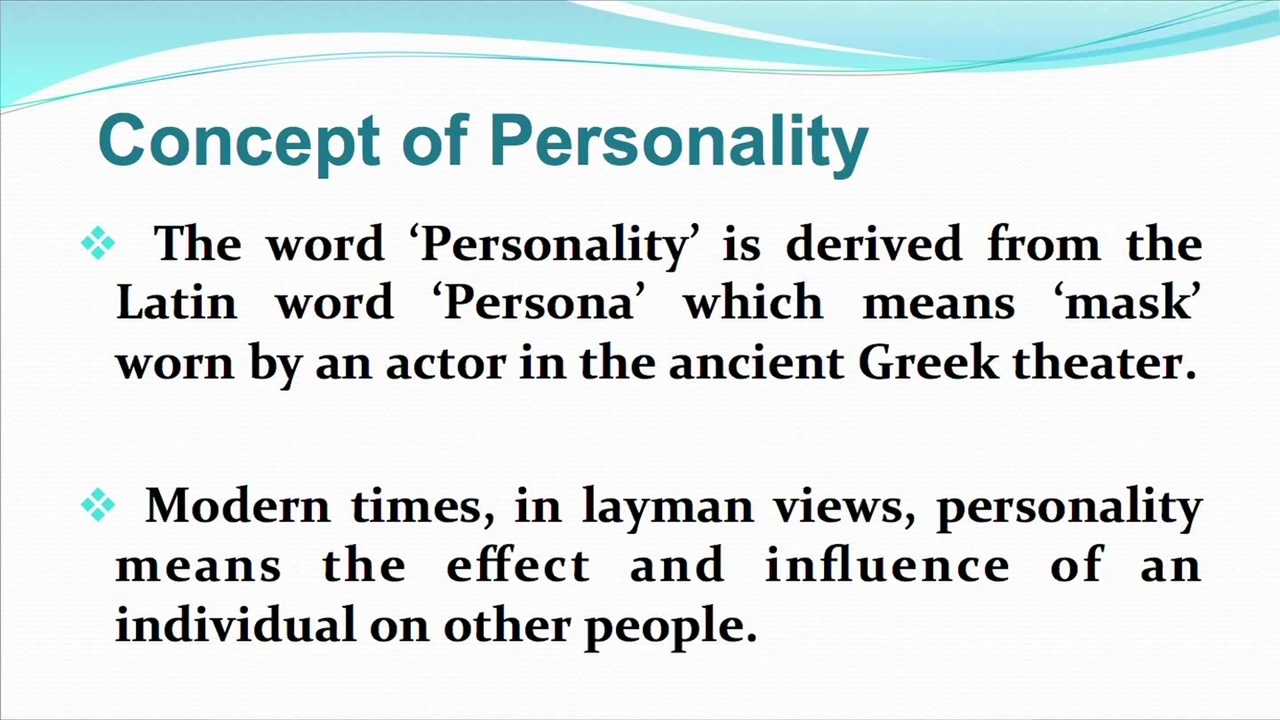 Concept of Personality
❖ The word ‘Personality’ is derived from the
Latin word ‘Persona’ which means ‘mask’
worn by an actor in the ancient Greek theater.
❖ Modern times, in layman views, personality
means the effect and influence of an
individual on other people.